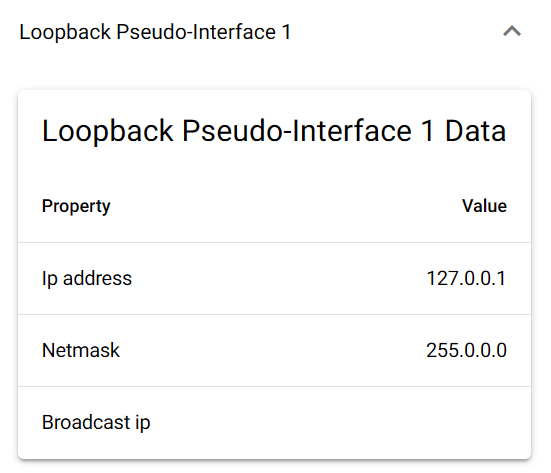 Loopback Pseudo-Interface 1
Loopback Pseudo-Interface 1 Data
Property Value
Ip address 127.0.0.1
Netmask 255.0.0.0
Broadcast ip